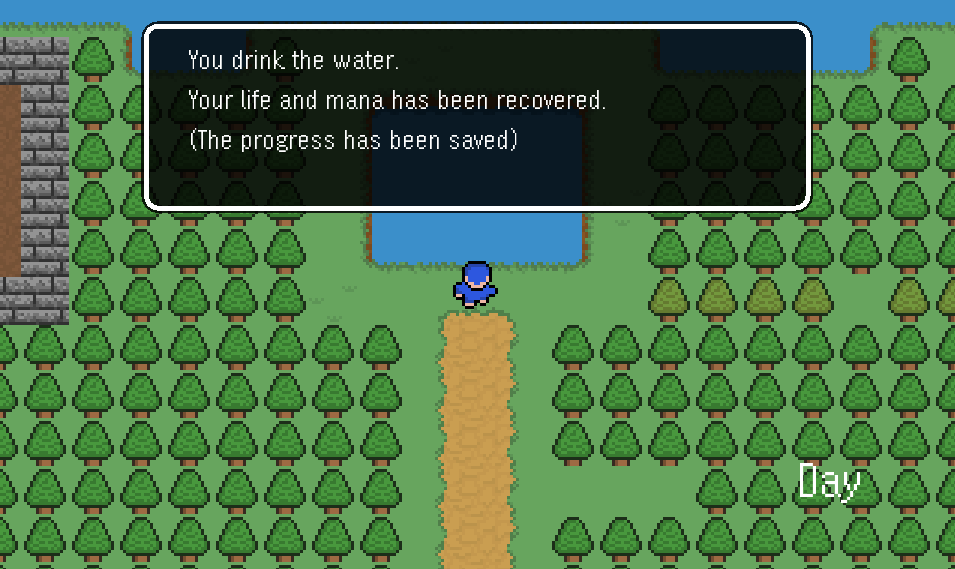 You drink the water.
Your life and mana has been recovered.
(The progress has been saved)
Day